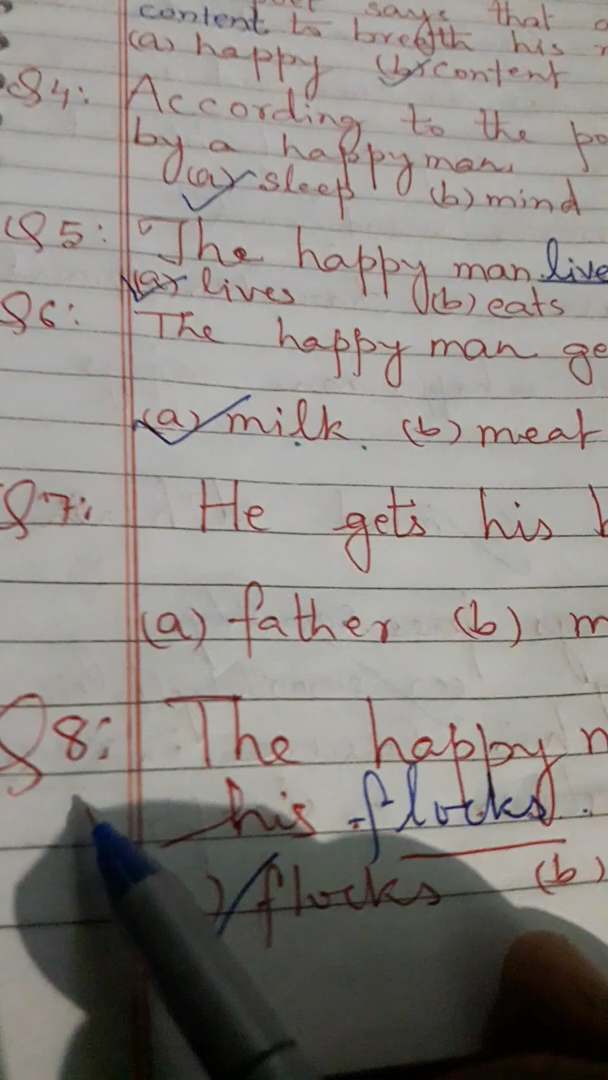 says that
content to breath his
(a) happy (b) content
Q4: According to the po
by a happy man.
(a) sleep (b) mind
Q5: The happy man live
(a) lives (b) eats
Q6: The happy man ge
(a) milk. (b) meat
Q7: He gets his
(a) father (b) m
Q8: The happy m
his flocks.
) flocks (b)